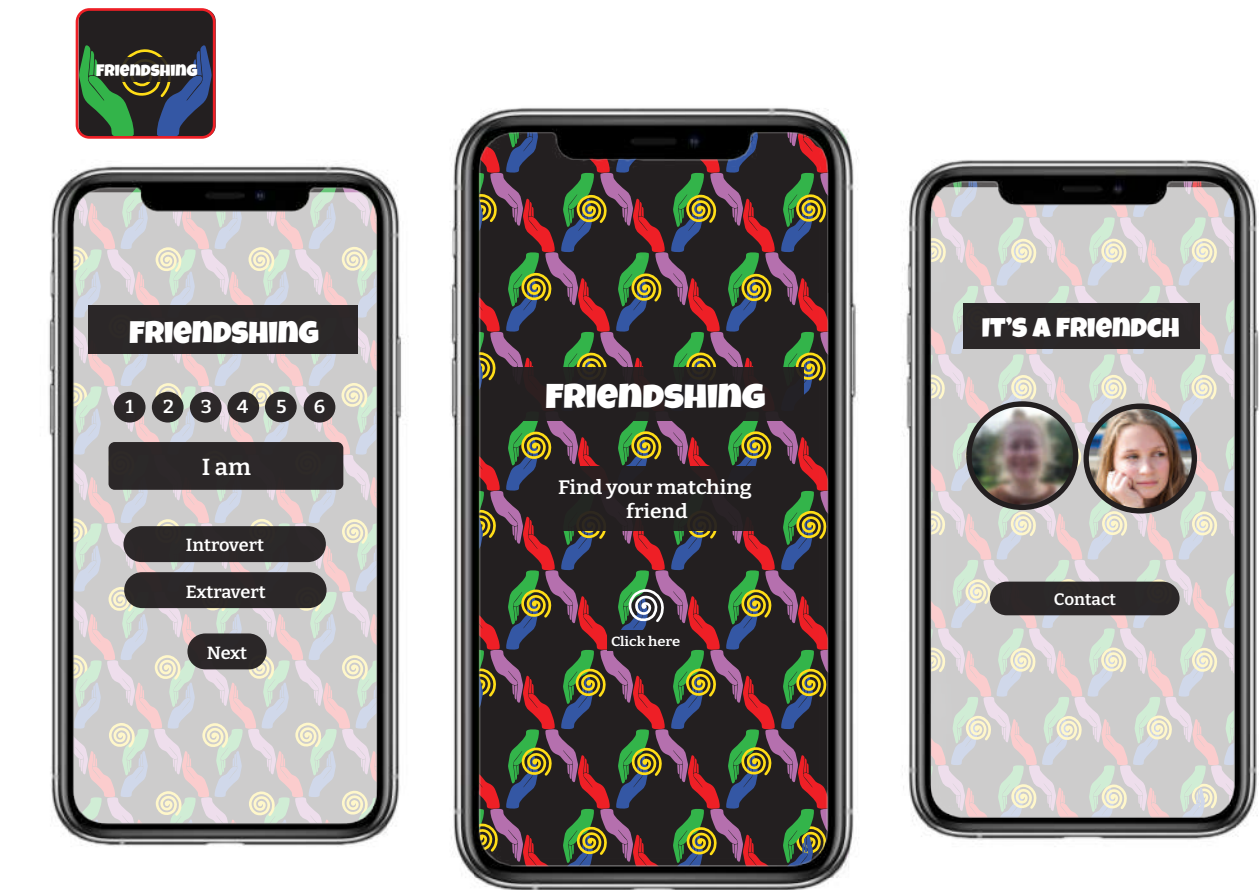 FRIENDSHING
FRIENDSHING
1 2 3 4 5 6
I am
Introvert
Extravert
Next
FRIENDSHING
Find your matching
friend
Click here
IT'S A FRIENDCH
Contact